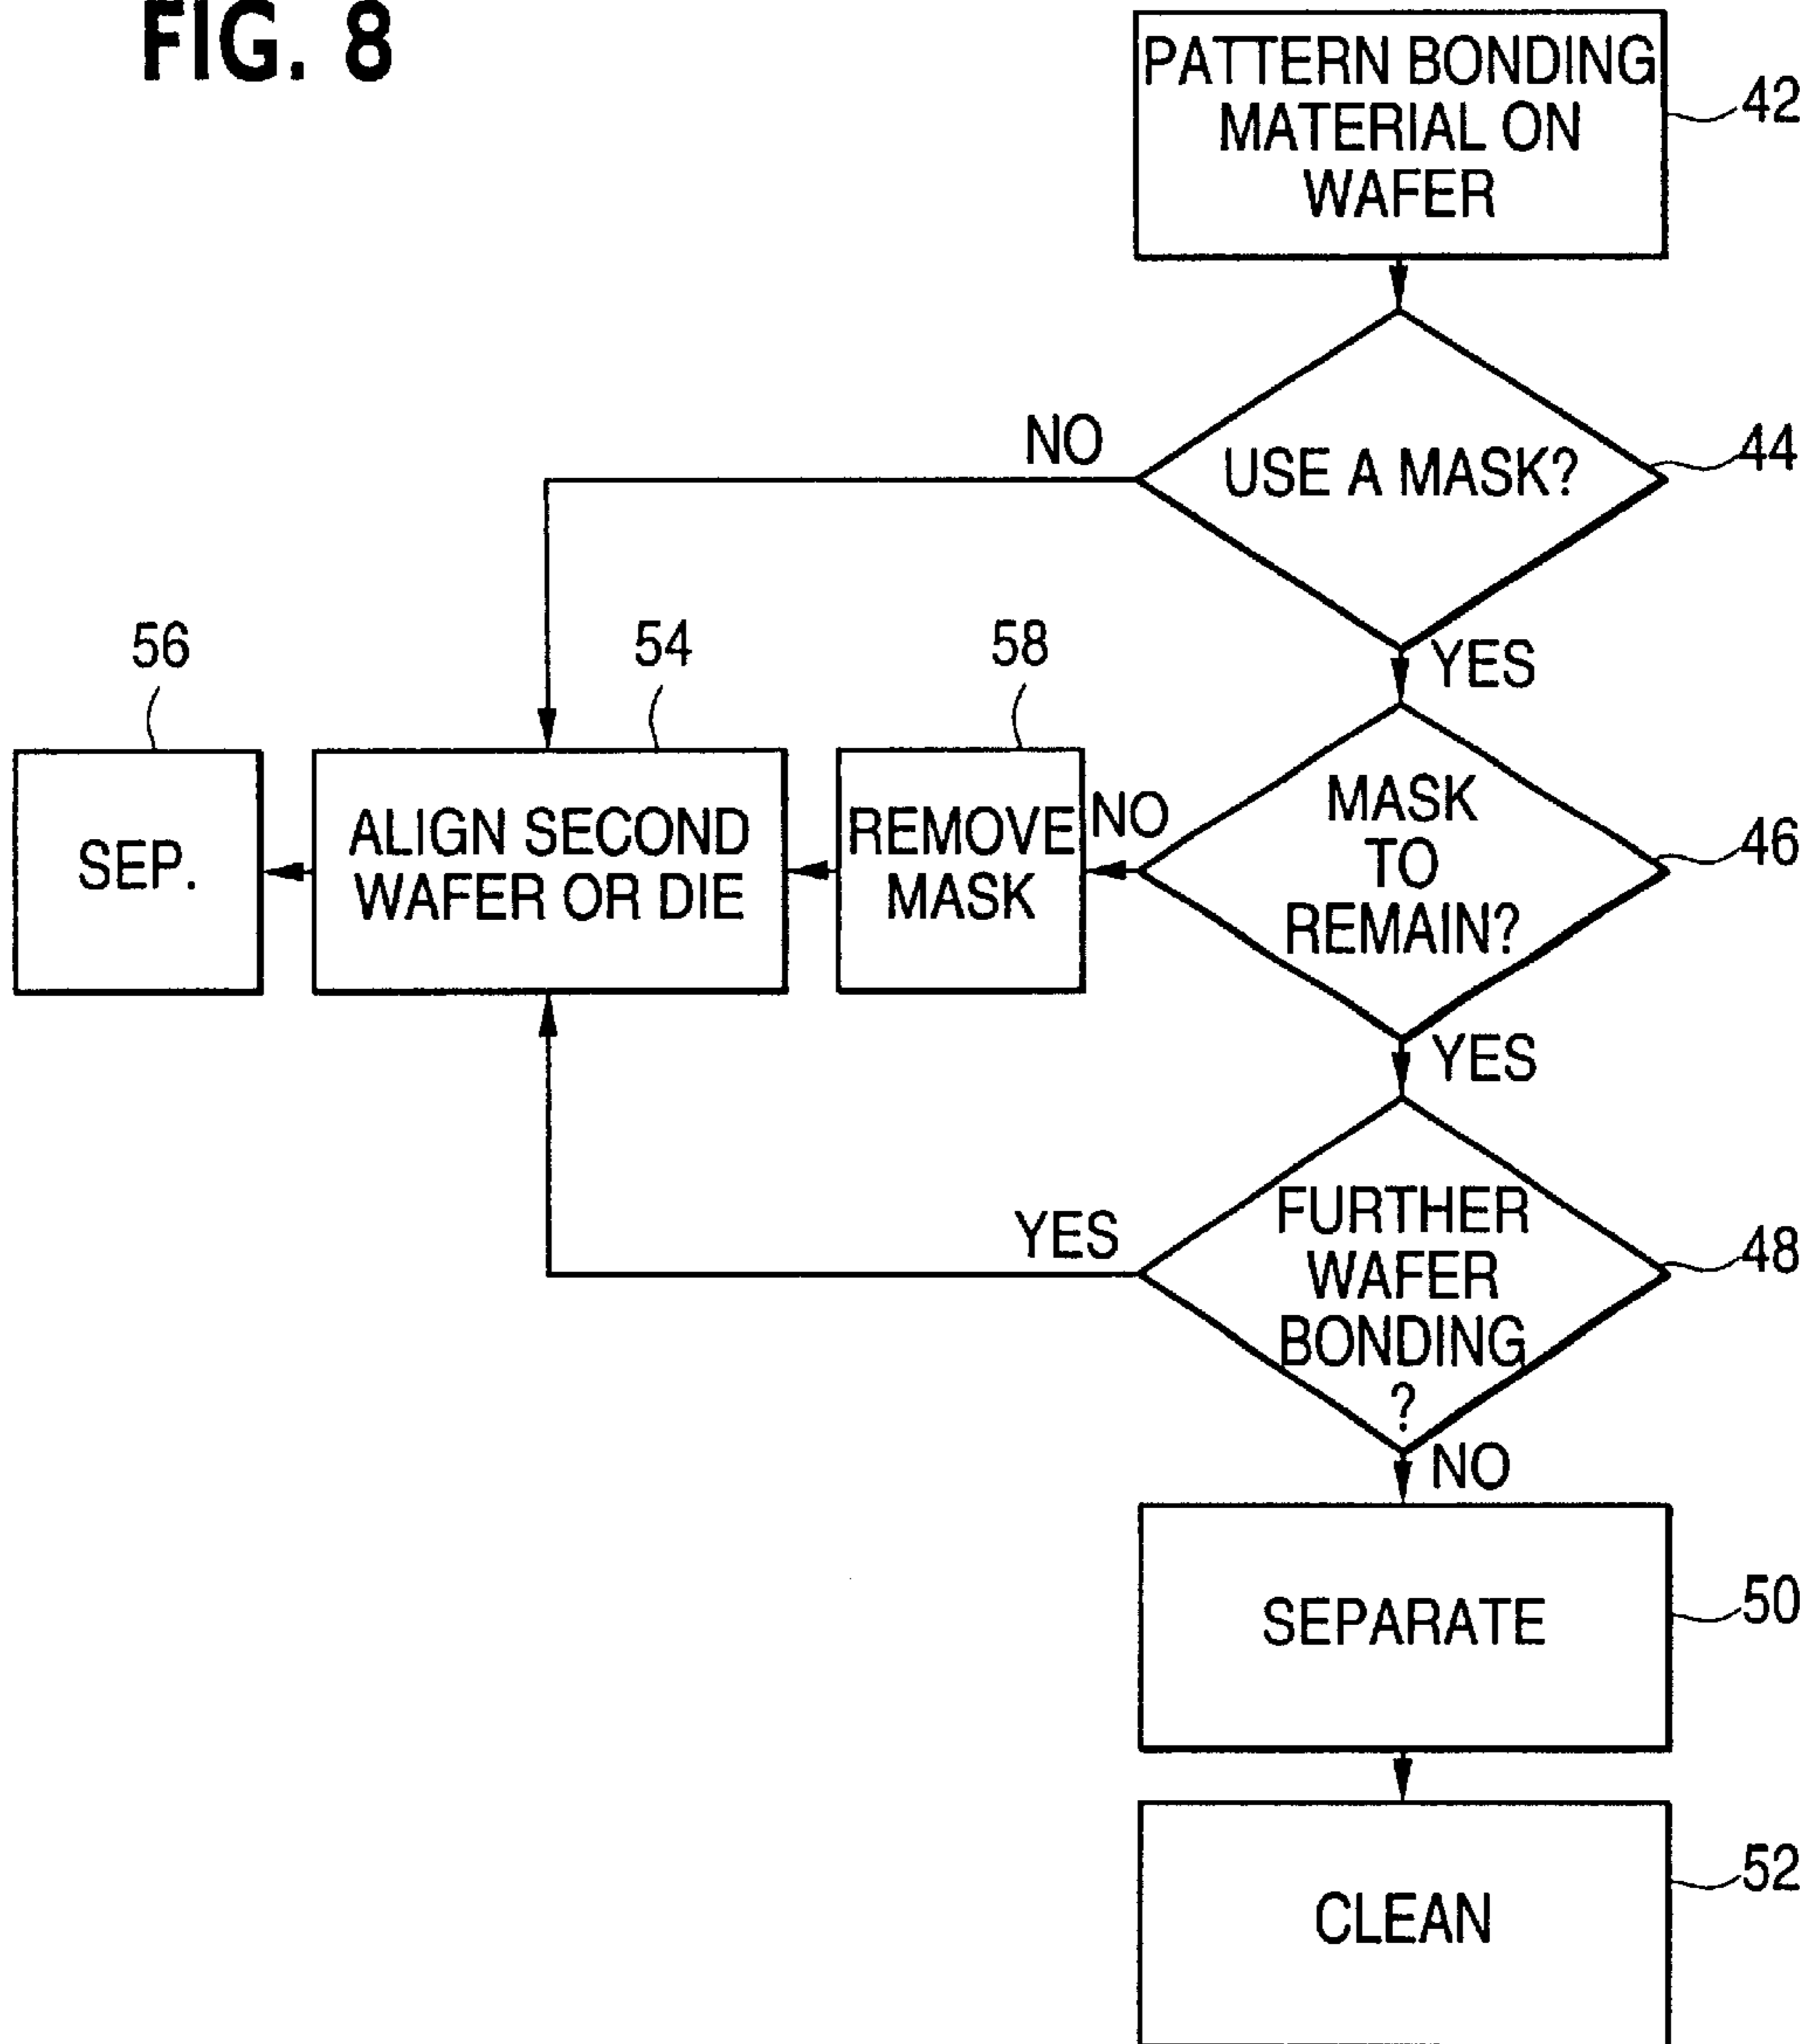 FIG. 8
PATTERN BONDING
MATERIAL ON
WAFER
42
NO
USE A MASK?
44
YES
56
54
58
SEP.
ALIGN SECOND
WAFER OR DIE
REMOVE
MASK
NO
MASK
TO
REMAIN?
46
YES
YES
FURTHER
WAFER
BONDING
?
48
NO
SEPARATE
50
CLEAN
52